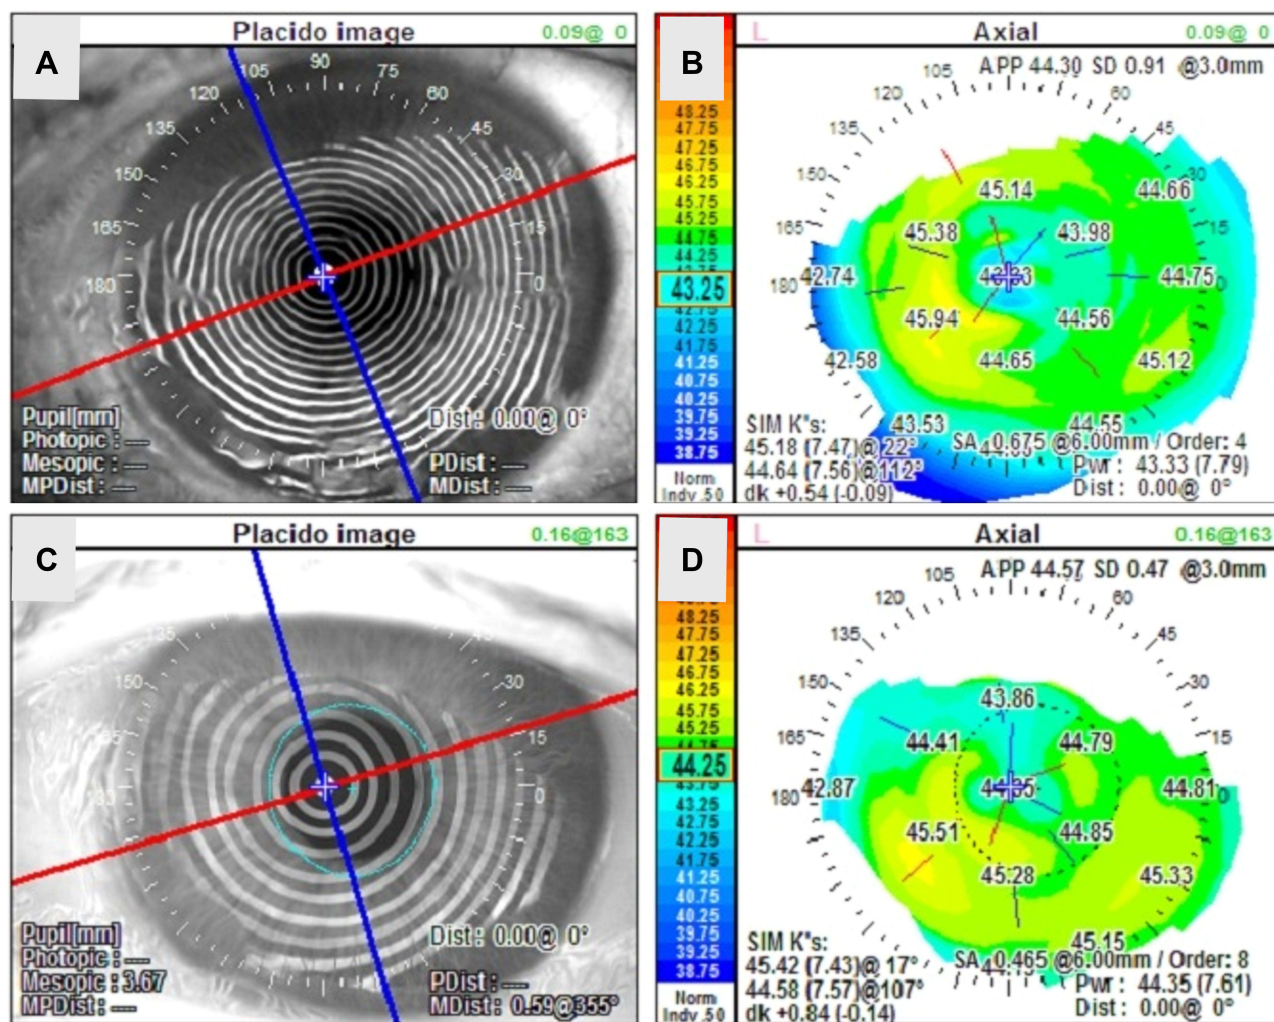 A
Placido image
0.09@ 0
120 105 90 75 60
135 45
150 30
165 15
180 0
Pupil[mm]
Photopic : ---
Mesopic : ---
MPDist : ---
Dist : 0.00@ 0°
PDist : ---
MDist : ---
B
L
Axial
0.09@ 0
APP 44.30 SD 0.91 @3.0mm
48.25
47.75
47.25
46.75
46.25
45.75
45.25
44.75
44.25
43.25
42.75
42.25
41.75
41.25
40.75
40.25
39.75
39.25
38.75
Norm
Indv .50
105
120 60
135 45
150 30
165 15
180 0
45.14 44.66
45.38 43.98
42.74 44.75
45.94 44.56
42.58 44.65 45.12
43.53 44.55
SIM K"s:
45.18 (7.47)@ 22°
44.64 (7.56)@112°
dk +0.54 (-0.09)
SA 0.675 @6.00mm / Order: 4
Pwr : 43.33 (7.79)
Dist : 0.00@ 0°
C
Placido image
0.16@163
135
150 30
165 15
180 0
Pupil[mm]
Photopic : ---
Mesopic : 3.67
MPDist : ---
Dist : 0.00@ 0°
PDist : ---
MDist : 0.59@355°
D
L
Axial
0.16@163
APP 44.57 SD 0.47 @3.0mm
48.25
47.75
47.25
46.75
46.25
45.75
45.25
44.75
44.25
43.75
43.25
42.75
42.25
41.75
41.25
40.75
40.25
39.75
39.25
38.75
Norm
Indv .50
105
120 60
135 45
150 30
165 15
180 0
43.86
44.41 44.79
42.87 44.81
45.51 44.85
45.28 45.33
45.15
SIM K"s:
45.42 (7.43)@ 17°
44.58 (7.57)@107°
dk +0.84 (-0.14)
SA 0.465 @6.00mm / Order: 8
Pwr : 44.35 (7.61)
Dist : 0.00@ 0°